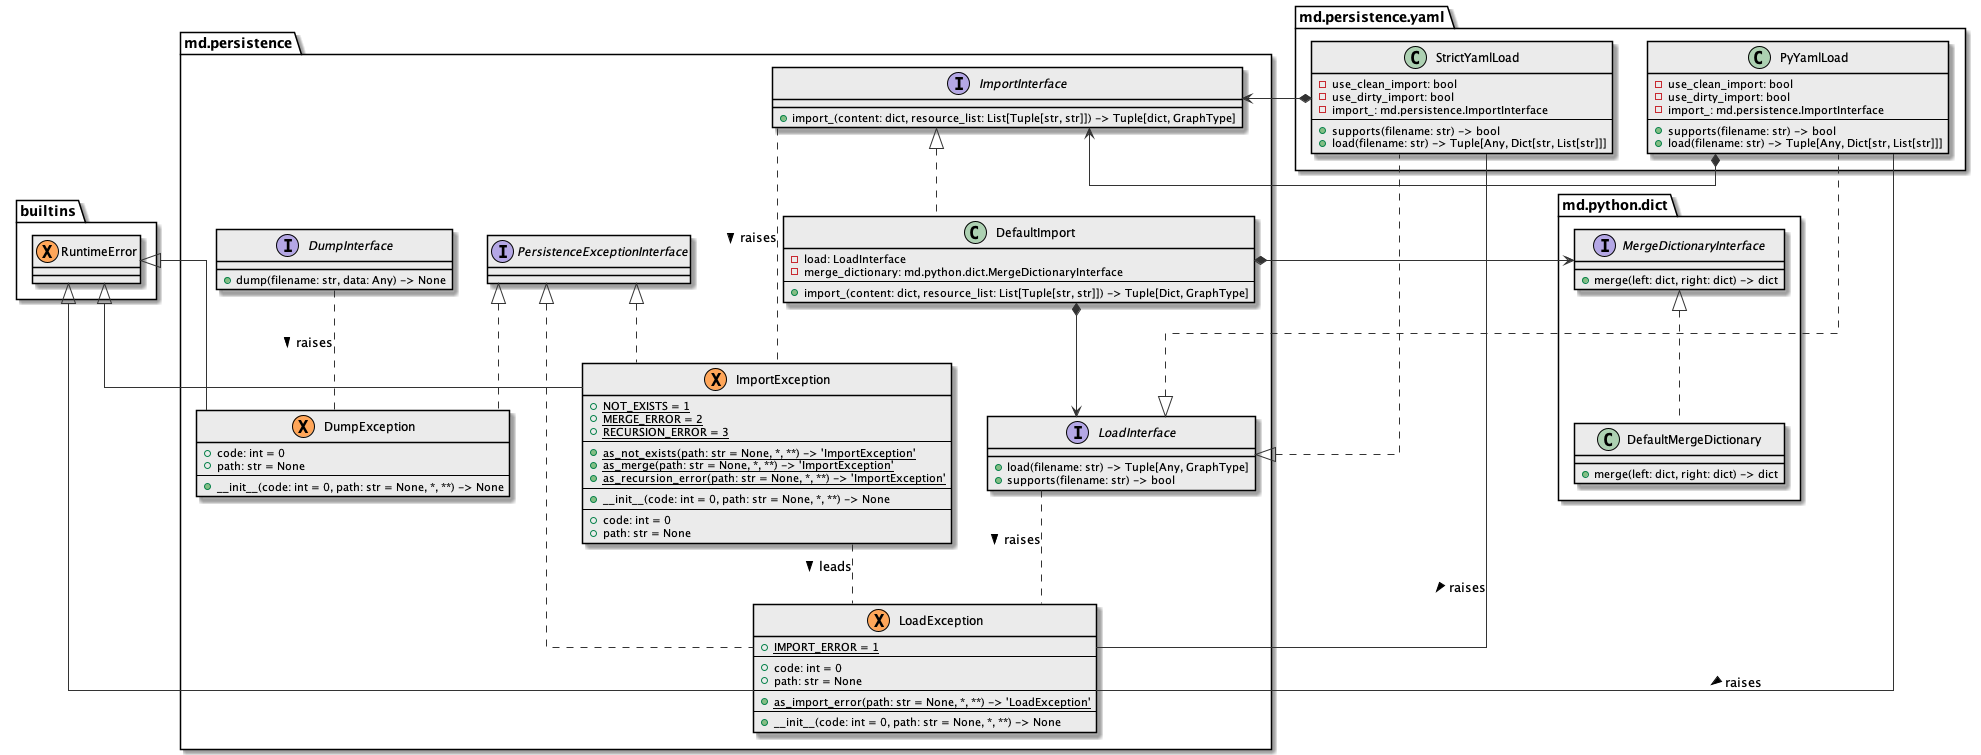 md.persistence.yaml
StrictYamlLoad
use_clean_import: bool
use_dirty_import: bool
import_: md.persistence.ImportInterface
supports(filename: str) -> bool
load(filename: str) -> Tuple[Any, Dict[str, List[str]]]
PyYamlLoad
use_clean_import: bool
use_dirty_import: bool
import_: md.persistence.ImportInterface
supports(filename: str) -> bool
load(filename: str) -> Tuple[Any, Dict[str, List[str]]]
md.persistence
ImportInterface
import_(content: dict, resource_list: List[Tuple[str, str]]) -> Tuple[dict, GraphType]
builtins
RuntimeError
DumpInterface
dump(filename: str, data: Any) -> None
PersistenceExceptionInterface
raises
DefaultImport
load: LoadInterface
merge_dictionary: md.python.dict.MergeDictionaryInterface
import_(content: dict, resource_list: List[Tuple[str, str]]) -> Tuple[Dict, GraphType]
md.python.dict
MergeDictionaryInterface
merge(left: dict, right: dict) -> dict
raises
ImportException
NOT_EXISTS = 1
MERGE_ERROR = 2
RECURSION_ERROR = 3
as_not_exists(path: str = None, *, **) -> 'ImportException'
as_merge(path: str = None, *, **) -> 'ImportException'
as_recursion_error(path: str = None, *, **) -> 'ImportException'
__init__(code: int = 0, path: str = None, *, **) -> None
code: int = 0
path: str = None
DumpException
code: int = 0
path: str = None
__init__(code: int = 0, path: str = None, *, **) -> None
LoadInterface
load(filename: str) -> Tuple[Any, GraphType]
supports(filename: str) -> bool
DefaultMergeDictionary
merge(left: dict, right: dict) -> dict
raises
leads
raises
LoadException
IMPORT_ERROR = 1
code: int = 0
path: str = None
as_import_error(path: str = None, *, **) -> 'LoadException'
__init__(code: int = 0, path: str = None, *, **) -> None
raises